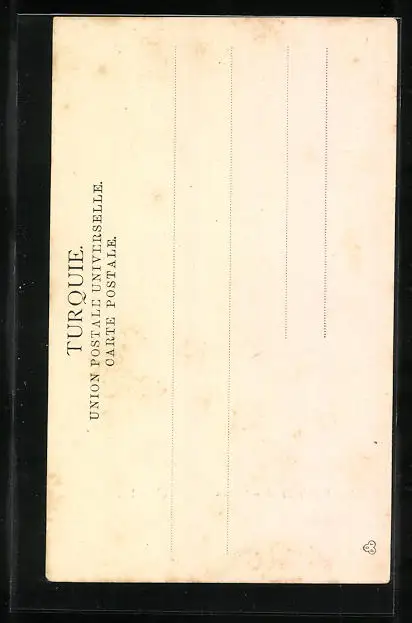 TURQUIE.
UNION POSTALE UNIVERSELLE.
CARTE POSTALE.